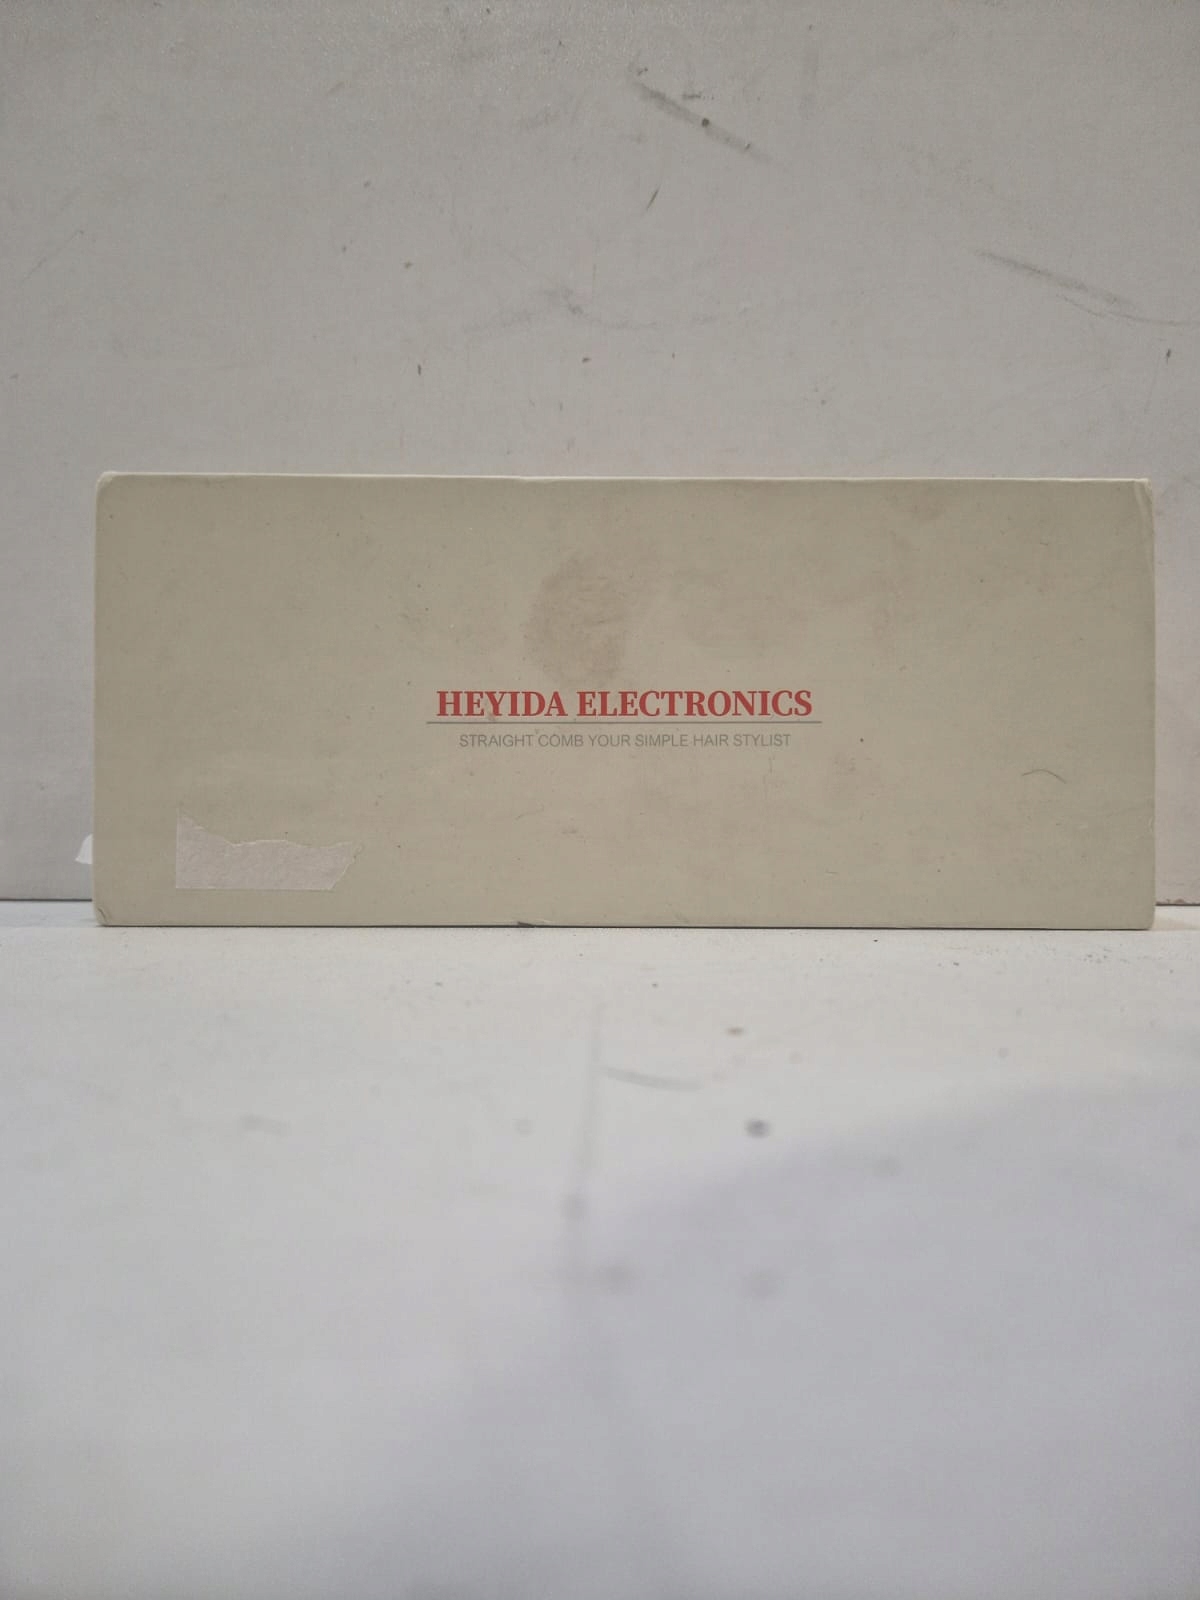 HEYIDA ELECTRONICS
STRAIGHT COMB YOUR SIMPLE HAIR STYLIST